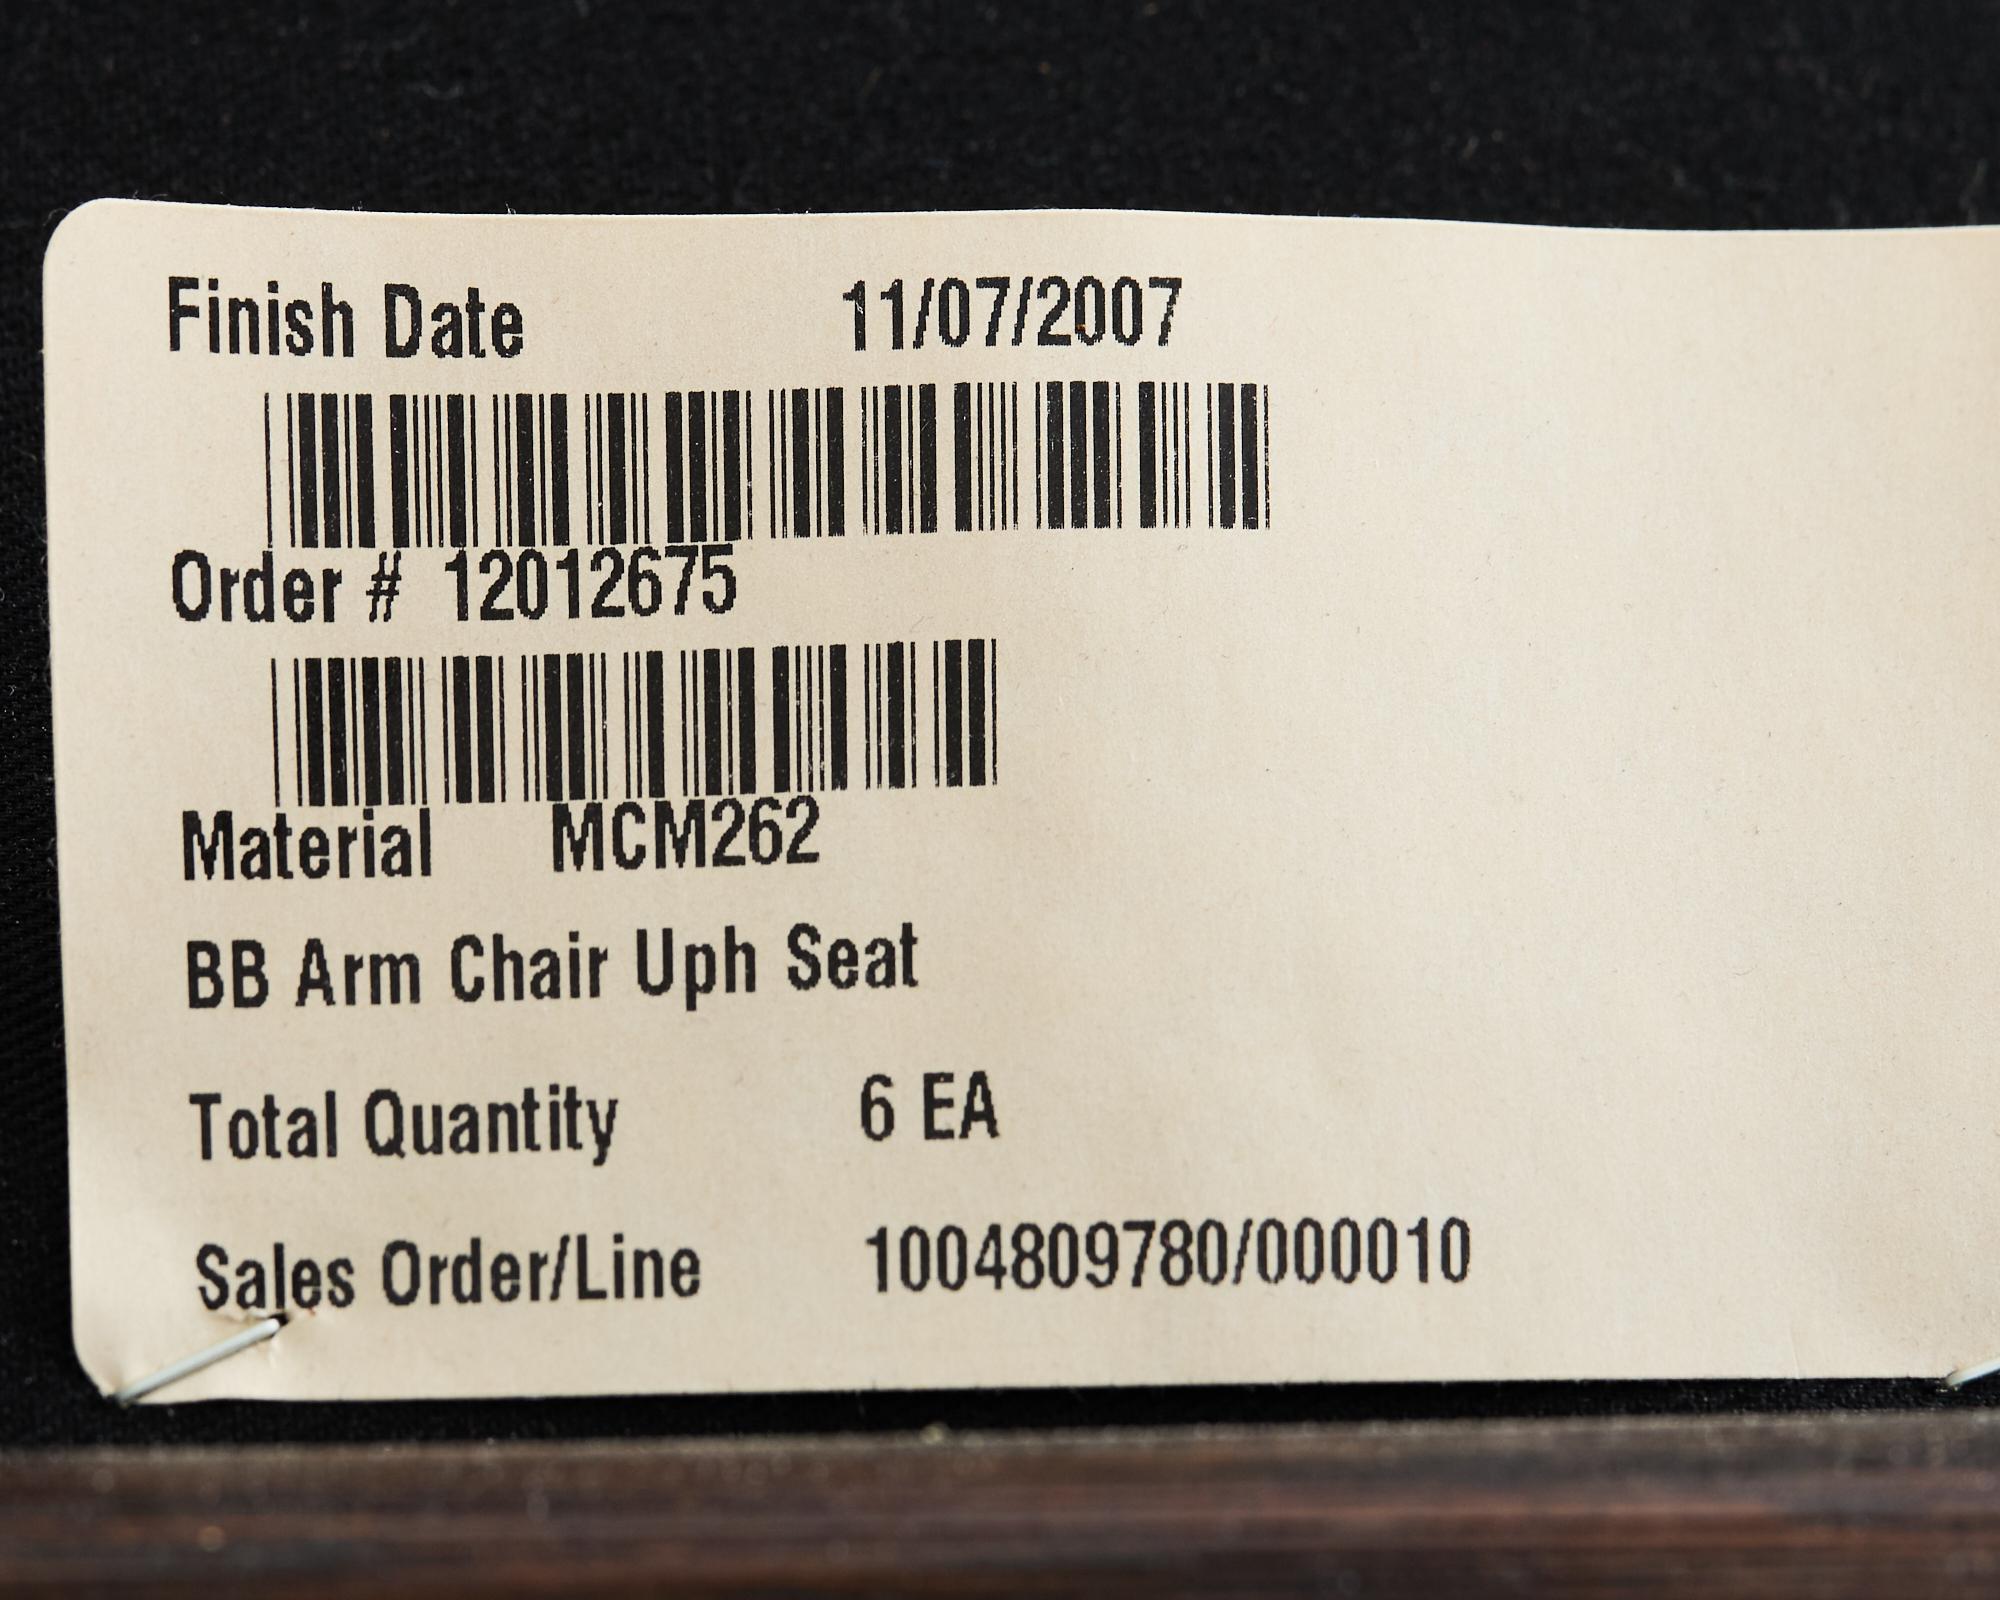 Finish Date 11/07/2007
Order # 12012675
Material MCM262
BB Arm Chair Uph Seat
Total Quantity 6 EA
Sales Order/Line 1004809780/000010